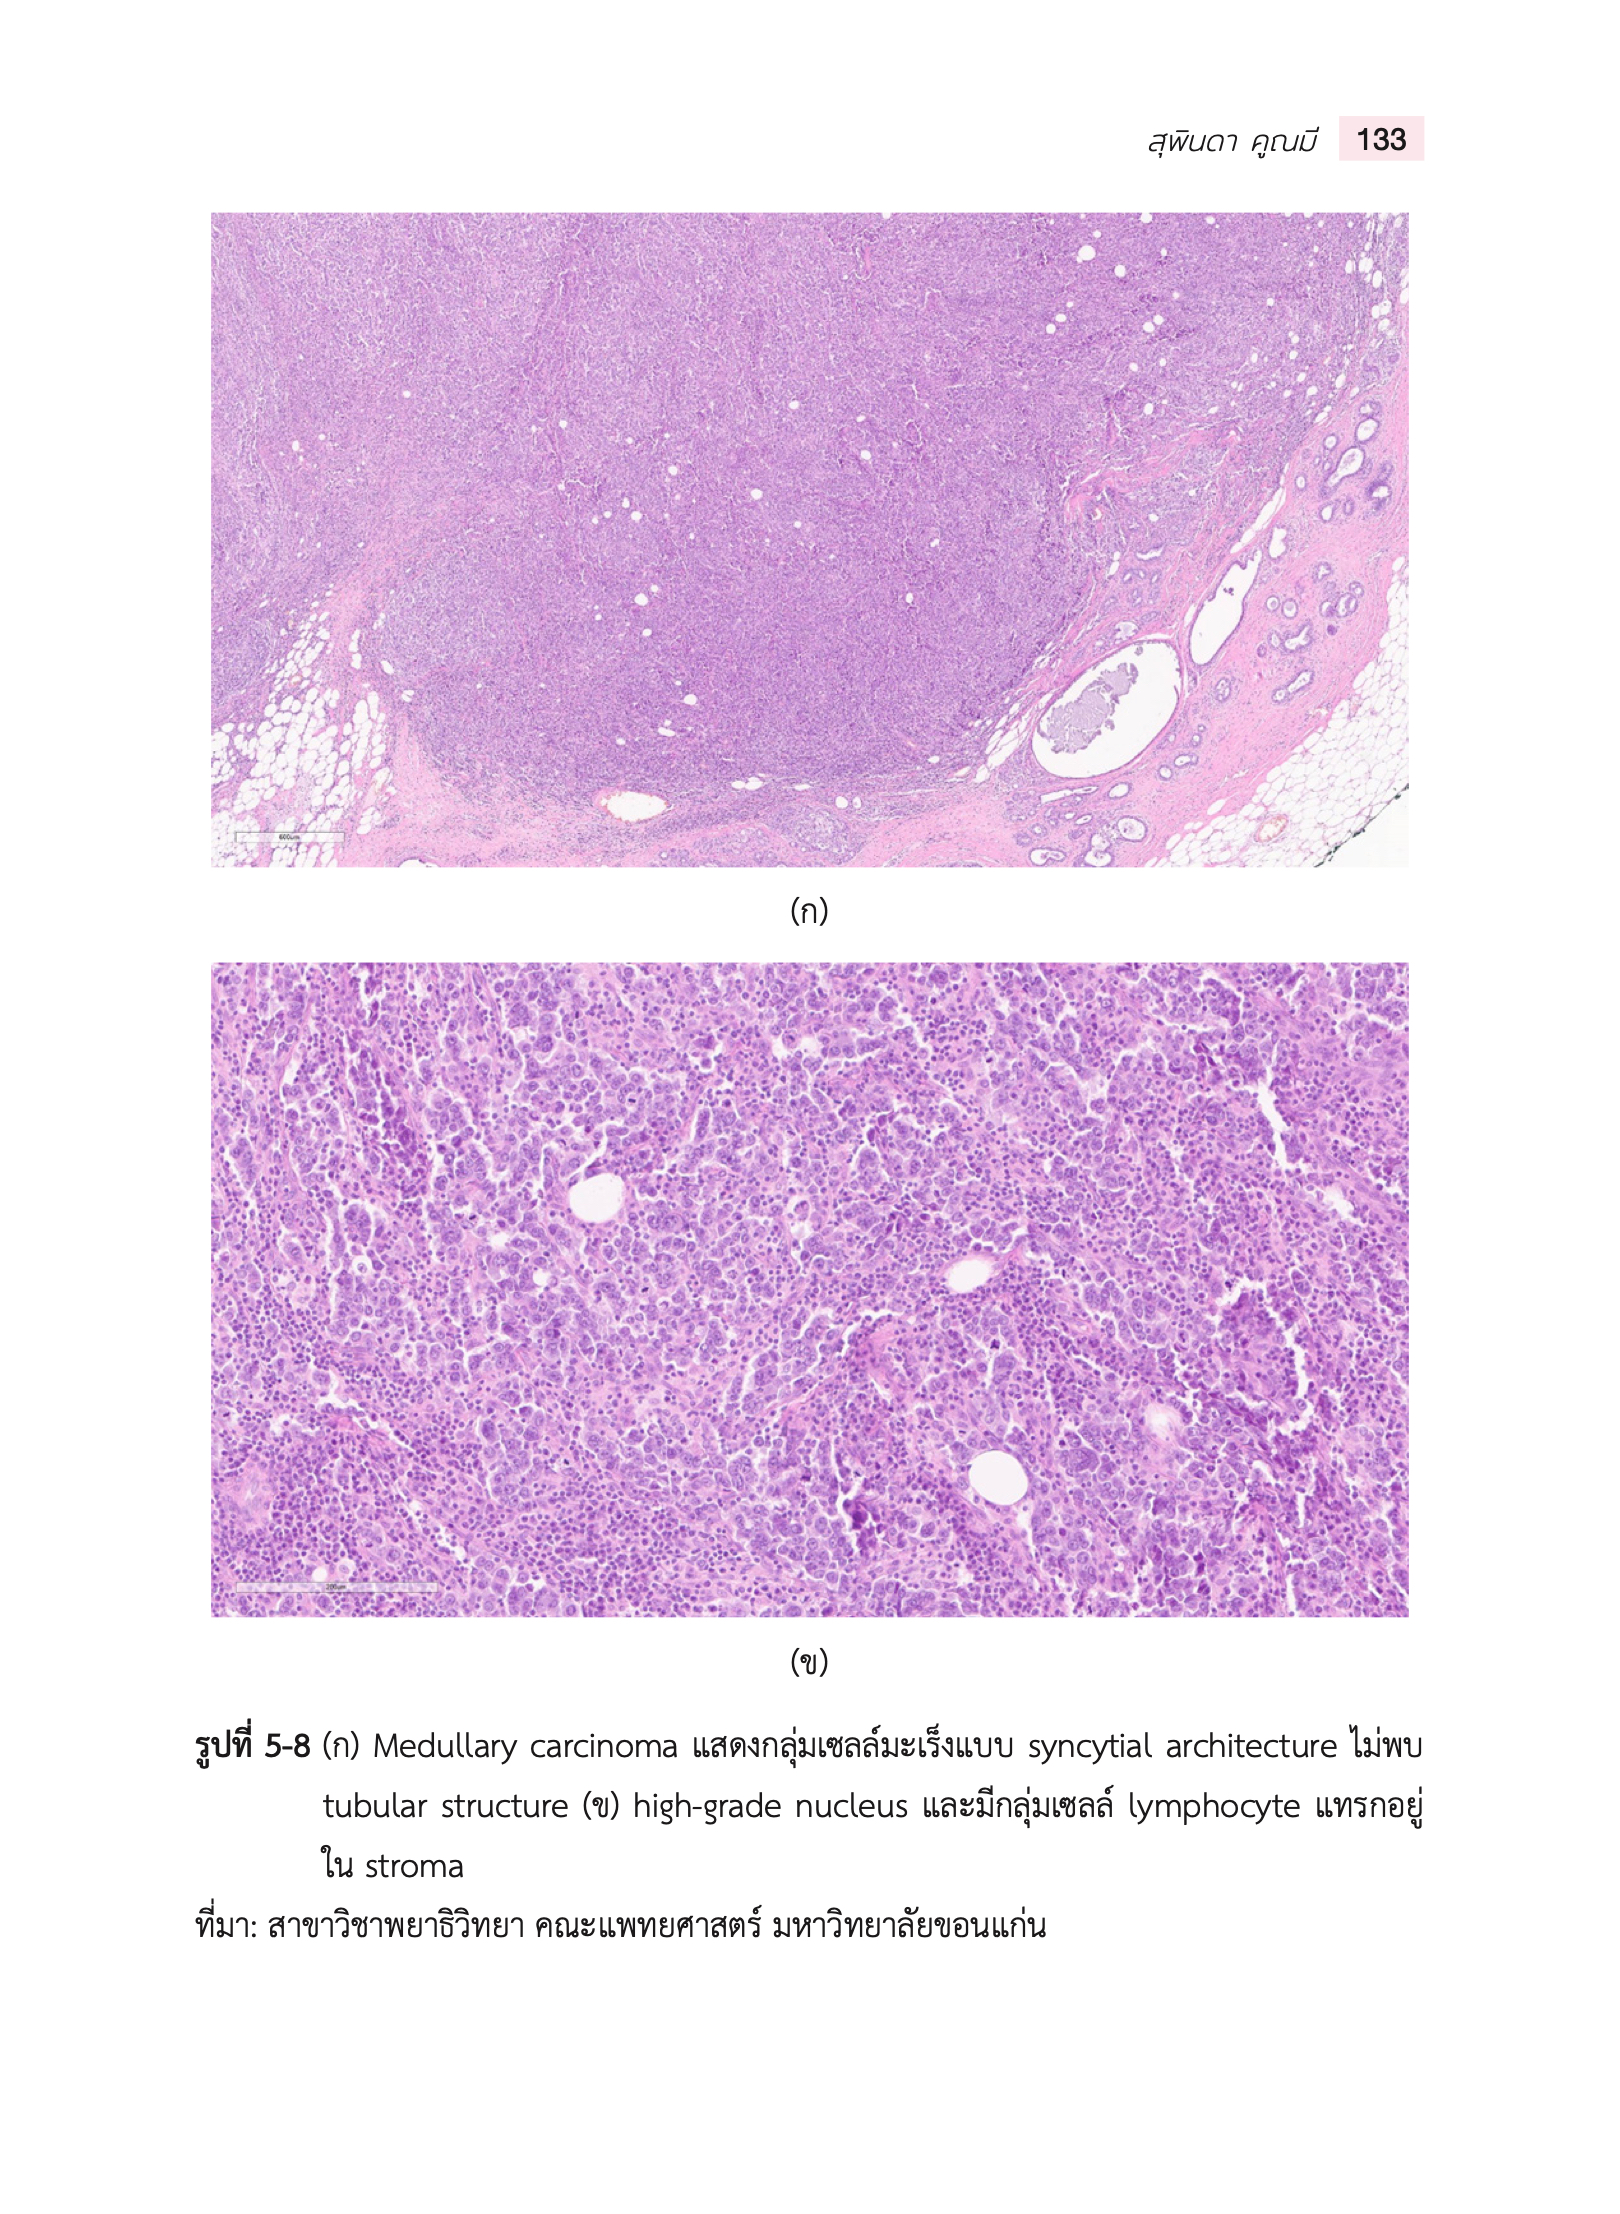 สุพินดา คูณมี 133
600µm
(ก)
200µm
(ข)
รูปที่ 5-8 (ก) Medullary carcinoma แสดงกลุ่มเซลล์มะเร็งแบบ syncytial architecture ไม่พบ
tubular structure (ข) high-grade nucleus และมีกลุ่มเซลล์ lymphocyte แทรกอยู่
ใน stroma
ที่มา: สาขาวิชาพยาธิวิทยา คณะแพทยศาสตร์ มหาวิทยาลัยขอนแก่น